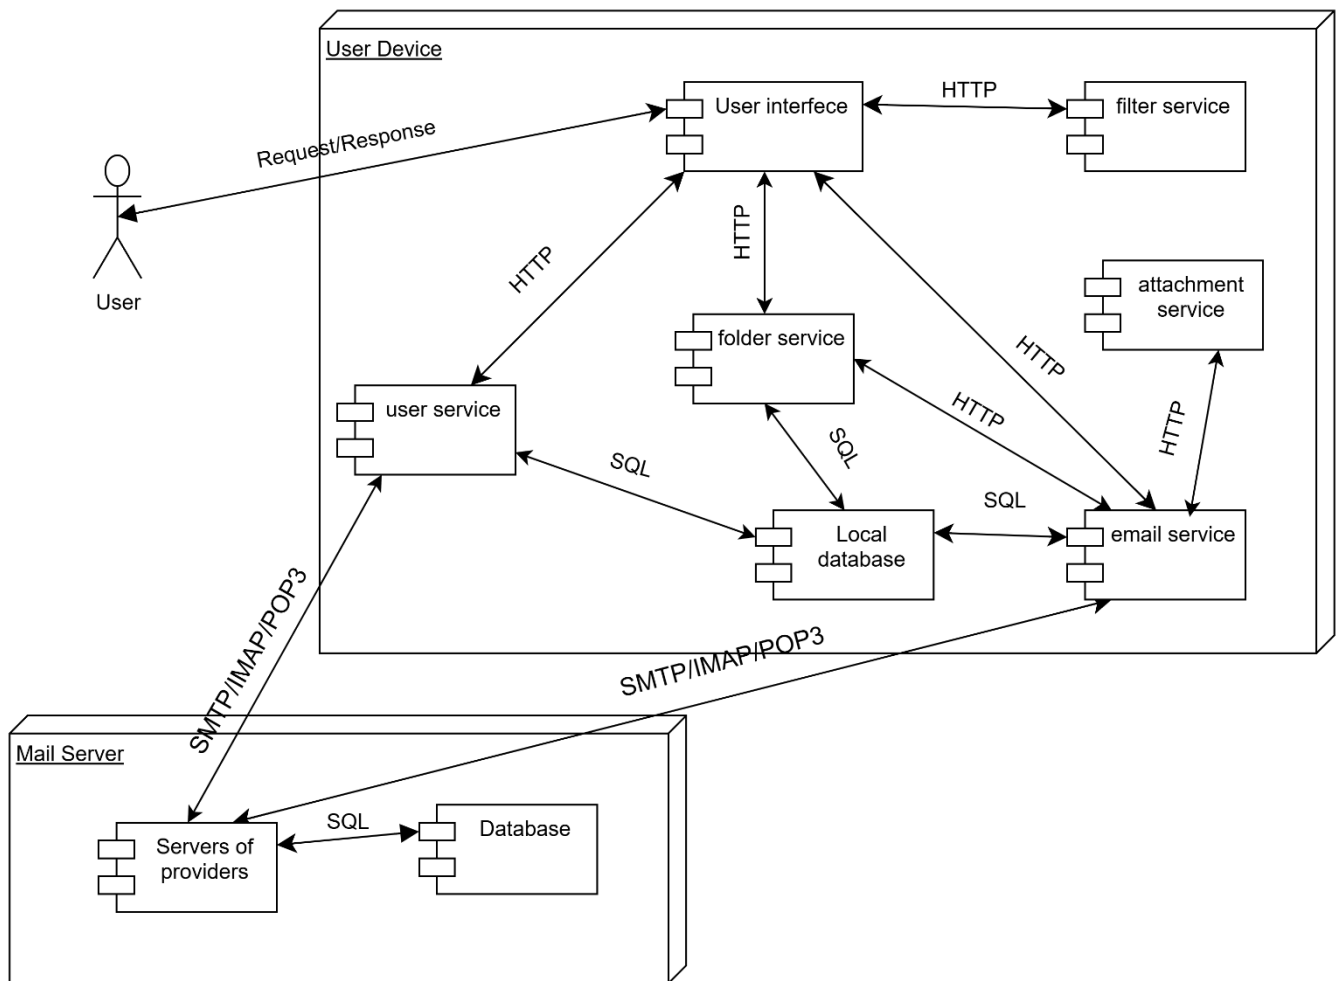 User Device
User interfece
HTTP
filter service
Request/Response
User
HTTP
HTTP
attachment
service
folder service
HTTP
user service
HTTP
HTTP
SQL
SQL
SQL
Local
database
email service
SMTP/IMAP/POP3
SMTP/IMAP/POP3
Mail Server
Servers of
providers
SQL
Database